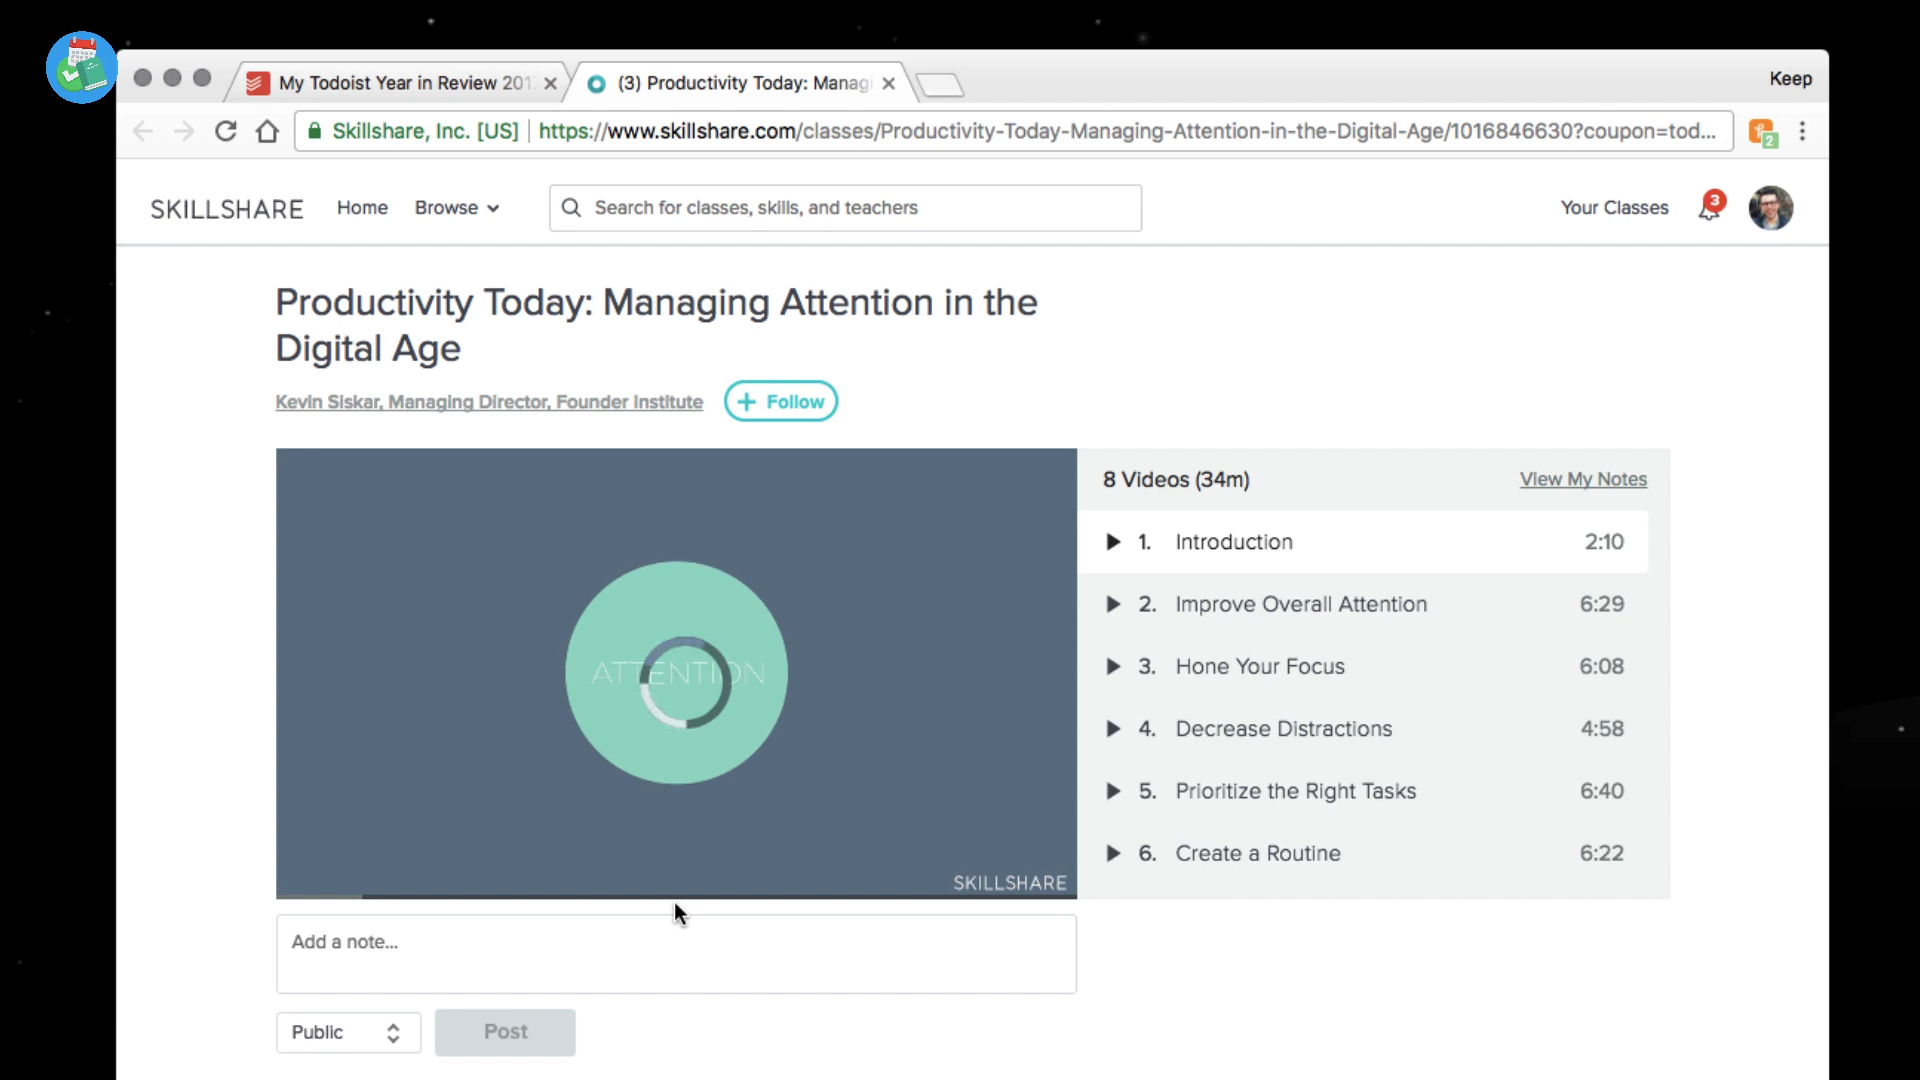 My Todoist Year in Review 201
(3) Productivity Today: Manag
Keep
Skillshare, Inc. [US]
https://www.skillshare.com/classes/Productivity-Today-Managing-Attention-in-the-Digital-Age/1016846630?coupon=tod...
2
SKILLSHARE
Home
Browse
Search for classes, skills, and teachers
Your Classes
3
Productivity Today: Managing Attention in the
Digital Age
Kevin Siskar, Managing Director, Founder Institute
+ Follow
ATTENTION
SKILLSHARE
8 Videos (34m)
View My Notes
1. Introduction 2:10
2. Improve Overall Attention 6:29
3. Hone Your Focus 6:08
4. Decrease Distractions 4:58
5. Prioritize the Right Tasks 6:40
6. Create a Routine 6:22
Add a note...
Public
Post